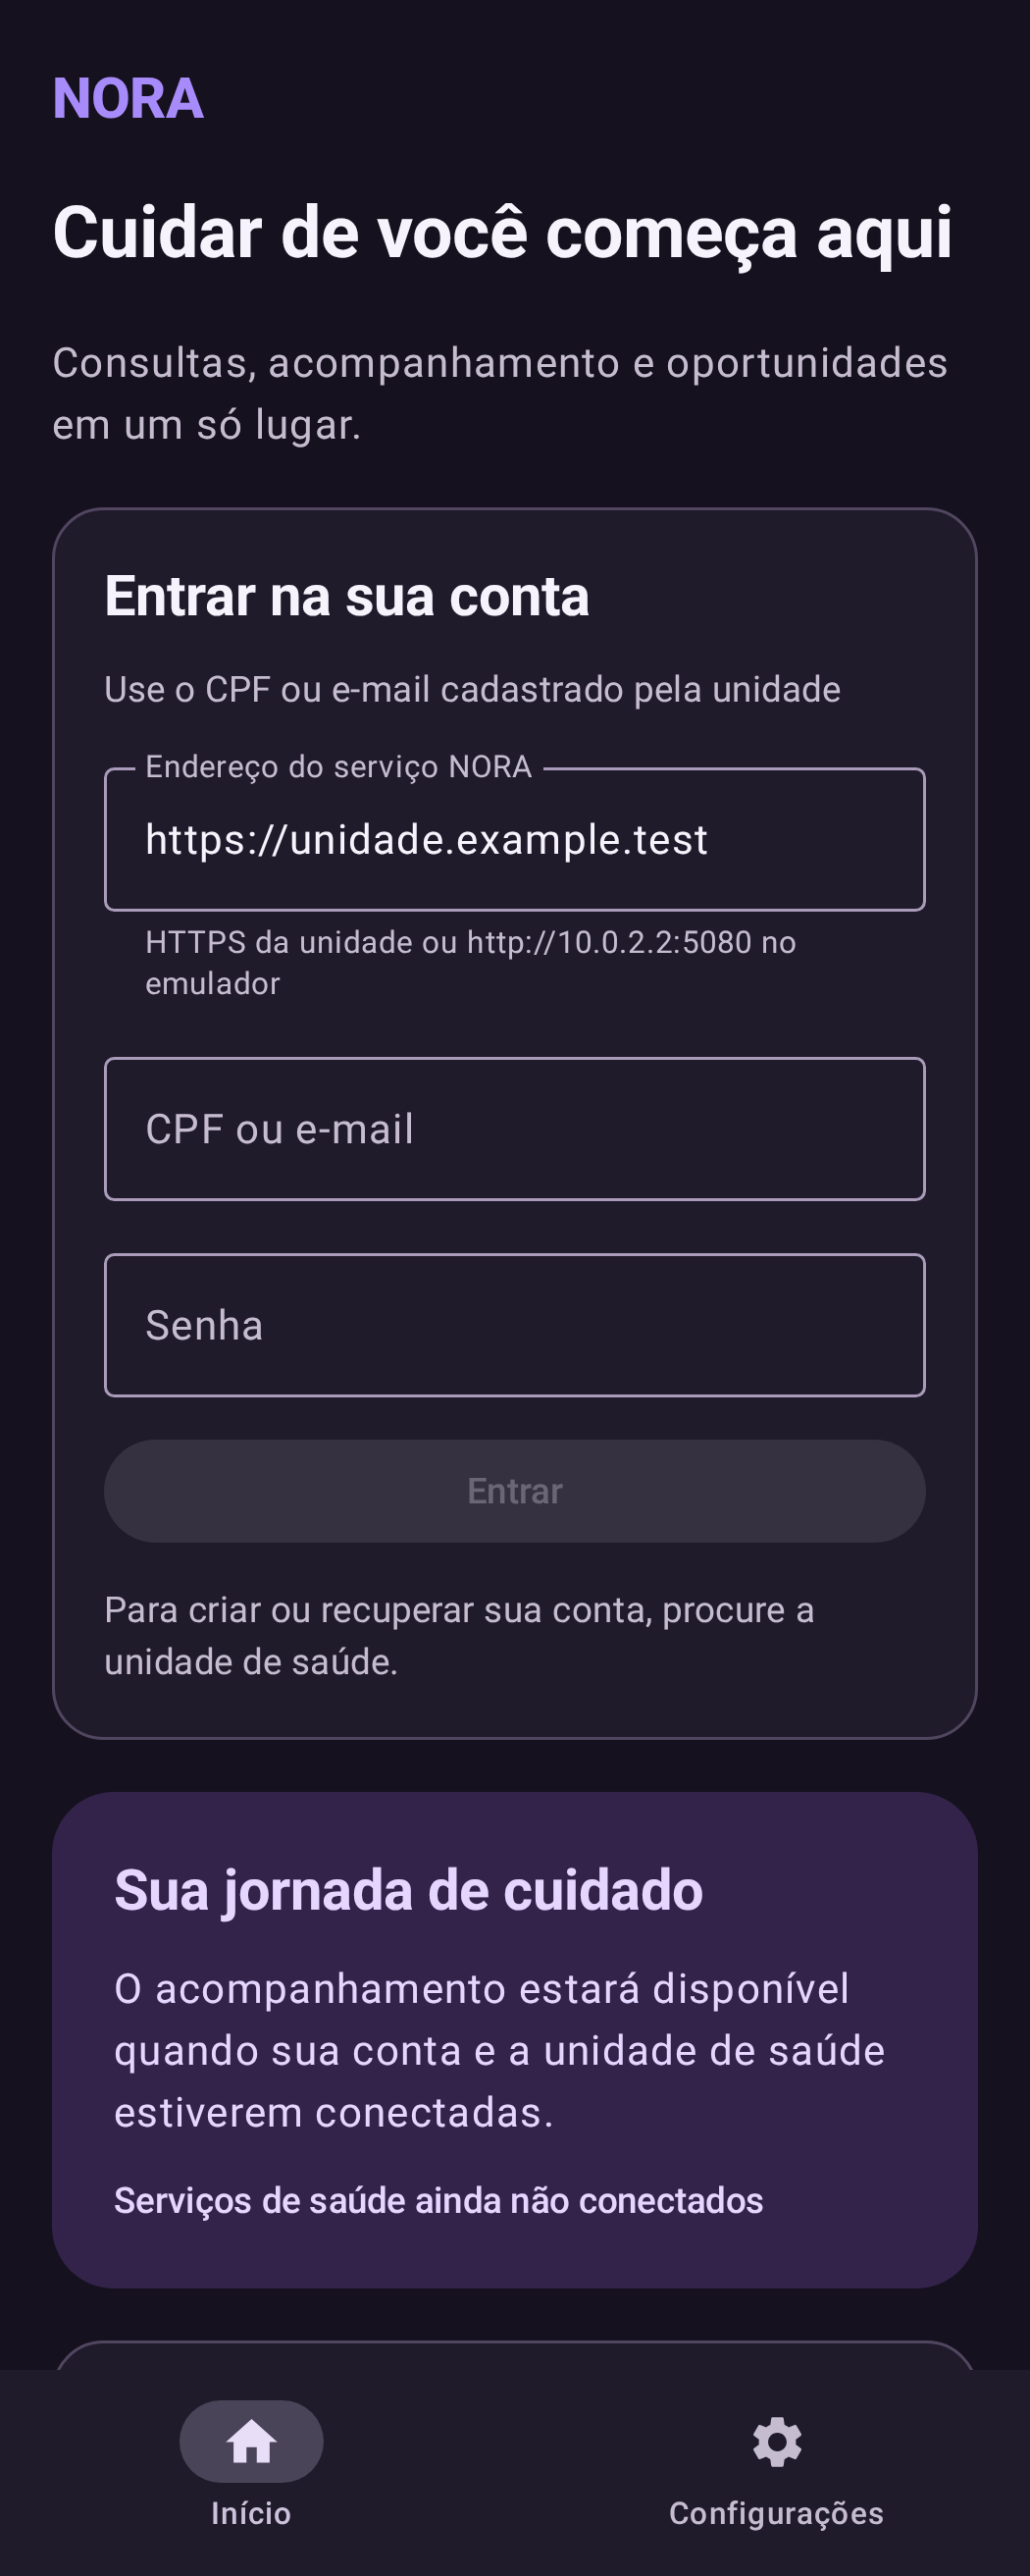 NORA
Cuidar de você começa aqui
Consultas, acompanhamento e oportunidades
em um só lugar.
Entrar na sua conta
Use o CPF ou e-mail cadastrado pela unidade
Endereço do serviço NORA
https://unidade.example.test
HTTPS da unidade ou http://10.0.2.2:5080 no
emulador
CPF ou e-mail
Senha
Entrar
Para criar ou recuperar sua conta, procure a
unidade de saúde.
Sua jornada de cuidado
O acompanhamento estará disponível
quando sua conta e a unidade de saúde
estiverem conectadas.
Serviços de saúde ainda não conectados
Início
Configurações